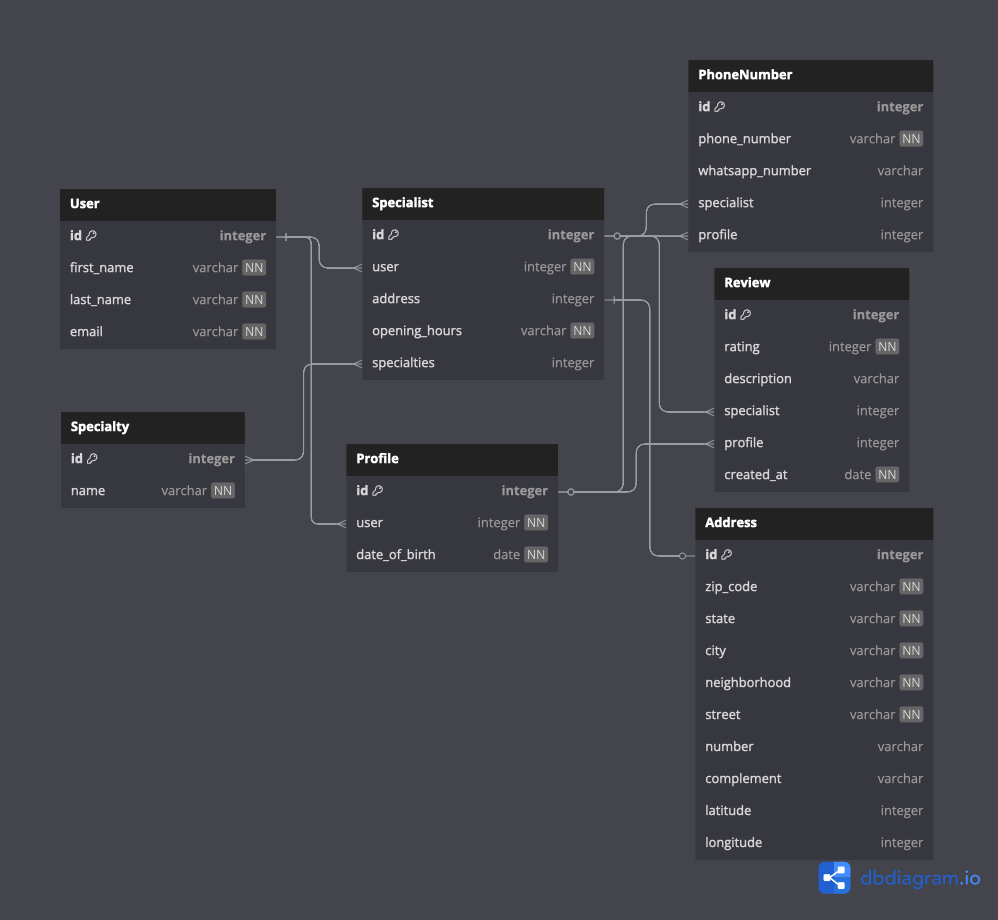 User
id integer
first_name varchar NN
last_name varchar NN
email varchar NN
Specialty
id integer
name varchar NN
Specialist
id integer
user integer NN
address integer
opening_hours varchar NN
specialties integer
Profile
id integer
user integer NN
date_of_birth date NN
PhoneNumber
id integer
phone_number varchar NN
whatsapp_number varchar
specialist integer
profile integer
Review
id integer
rating integer NN
description varchar
specialist integer
profile integer
created_at date NN
Address
id integer
zip_code varchar NN
state varchar NN
city varchar NN
neighborhood varchar NN
street varchar NN
number varchar
complement varchar
latitude integer
longitude integer
dbdiagram.io